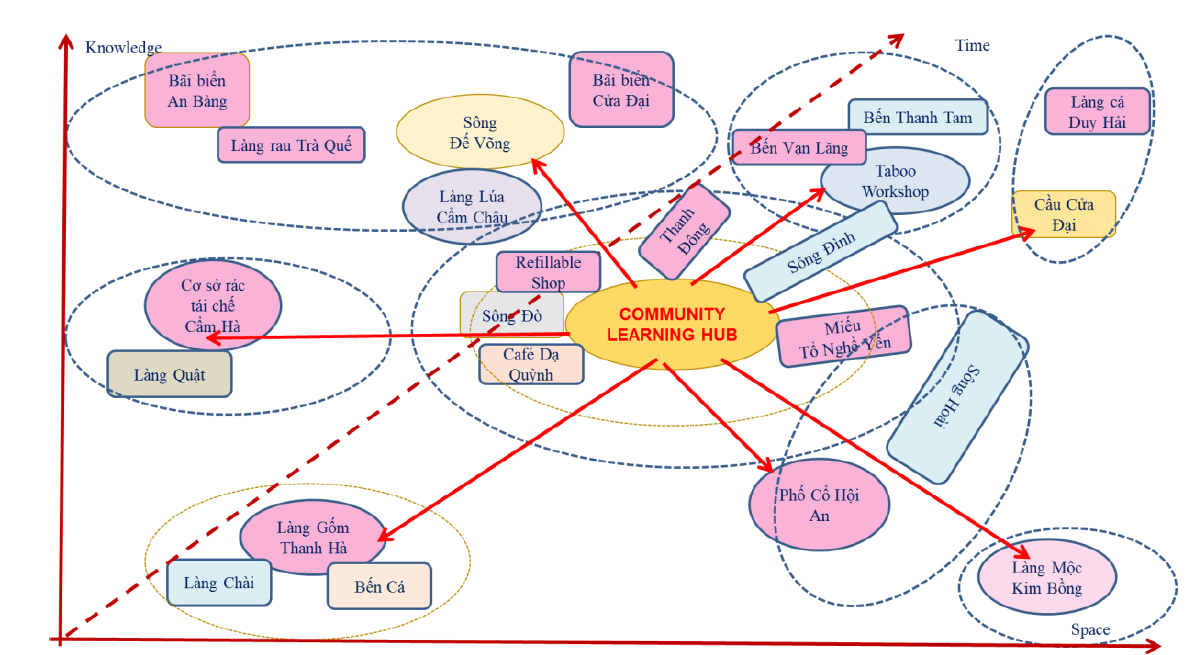 Knowledge
Time
Bãi biển
An Bàng
Bãi biển
Cửa Đại
Làng rau Trà Quế
Sông
Đế Võng
Bến Thanh Tam
Bến Vạn Lăng
Làng cá
Duy Hải
Taboo
Workshop
Làng Lúa
Cẩm Châu
Cầu Cửa
Đại
Thanh
Đông
Sông Đình
Refillable
Shop
Cơ sở rác
tái chế
Cẩm Hà
Sông Đò
COMMUNITY
LEARNING HUB
Miếu
Tổ Nghề Yến
Café Dạ
Quỳnh
Làng Quật
Sông Hoài
Phố Cổ Hội
An
Làng Gốm
Thanh Hà
Làng Chài
Bến Cá
Làng Mộc
Kim Bồng
Space